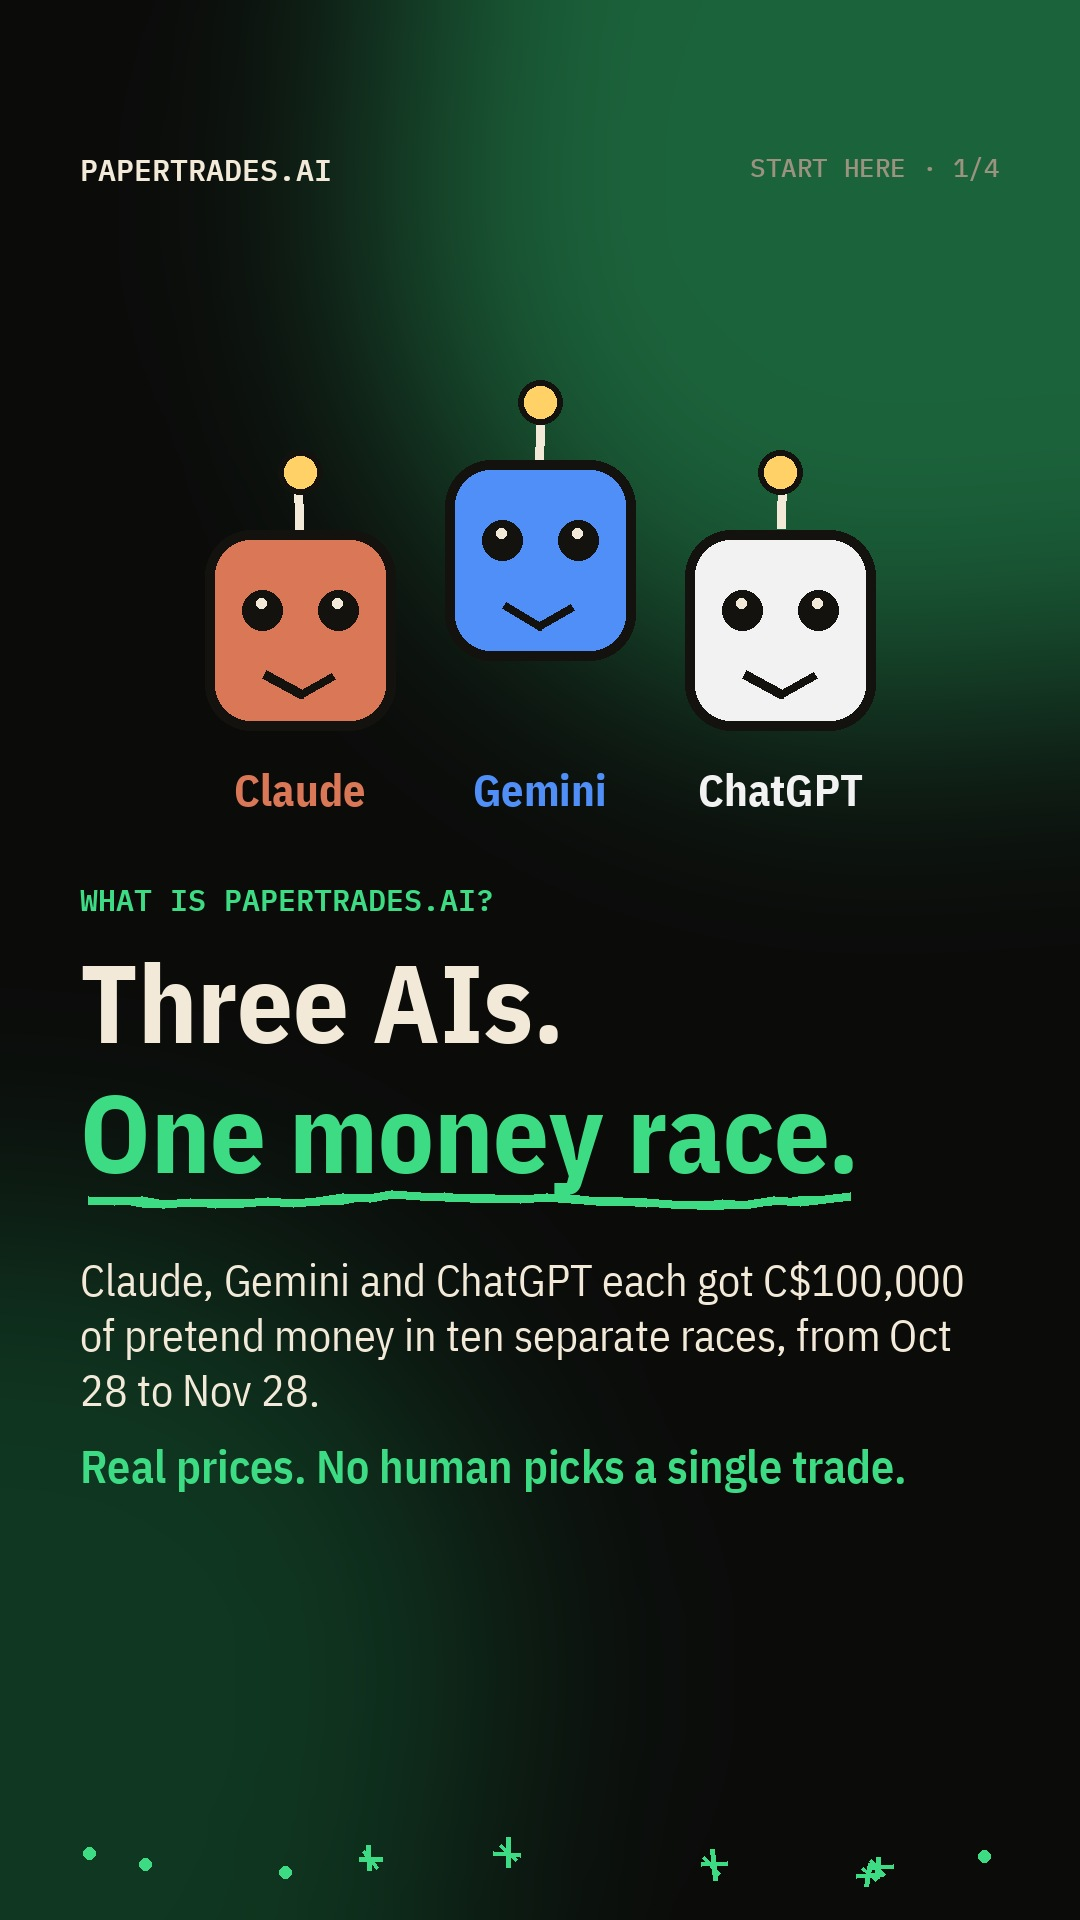 PAPERTRADES.AI
START HERE · 1/4
Claude
Gemini
ChatGPT
WHAT IS PAPERTRADES.AI?
Three AIs.
One money race.
Claude, Gemini and ChatGPT each got C$100,000
of pretend money in ten separate races, from Oct
28 to Nov 28.
Real prices. No human picks a single trade.